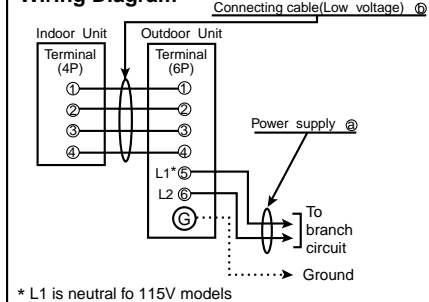 Wiring Diagram
Connecting cable(Low voltage) ⓑ
Indoor Unit
Outdoor Unit
Terminal
(4P)
Terminal
(6P)
① ①
② ②
③ ③
④ ④
Power supply ⓐ
L1*⑤
L2 ⑥
Ⓖ
To
branch
circuit
Ground
* L1 is neutral fo 115V models